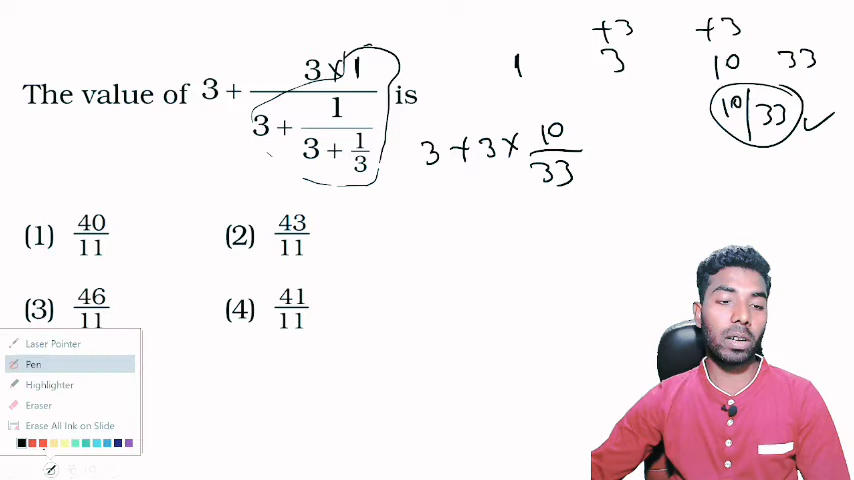 +3 +3
1 3 10 33
10|33 ✓
The value of 3 + (3×1)/(3 + 1/(3 + 1/3)) is
3 + 3 × 10/33
(1) 40/11 (2) 43/11
(3) 46/11 (4) 41/11
Laser Pointer
Pen
Highlighter
Eraser
Erase All Ink on Slide